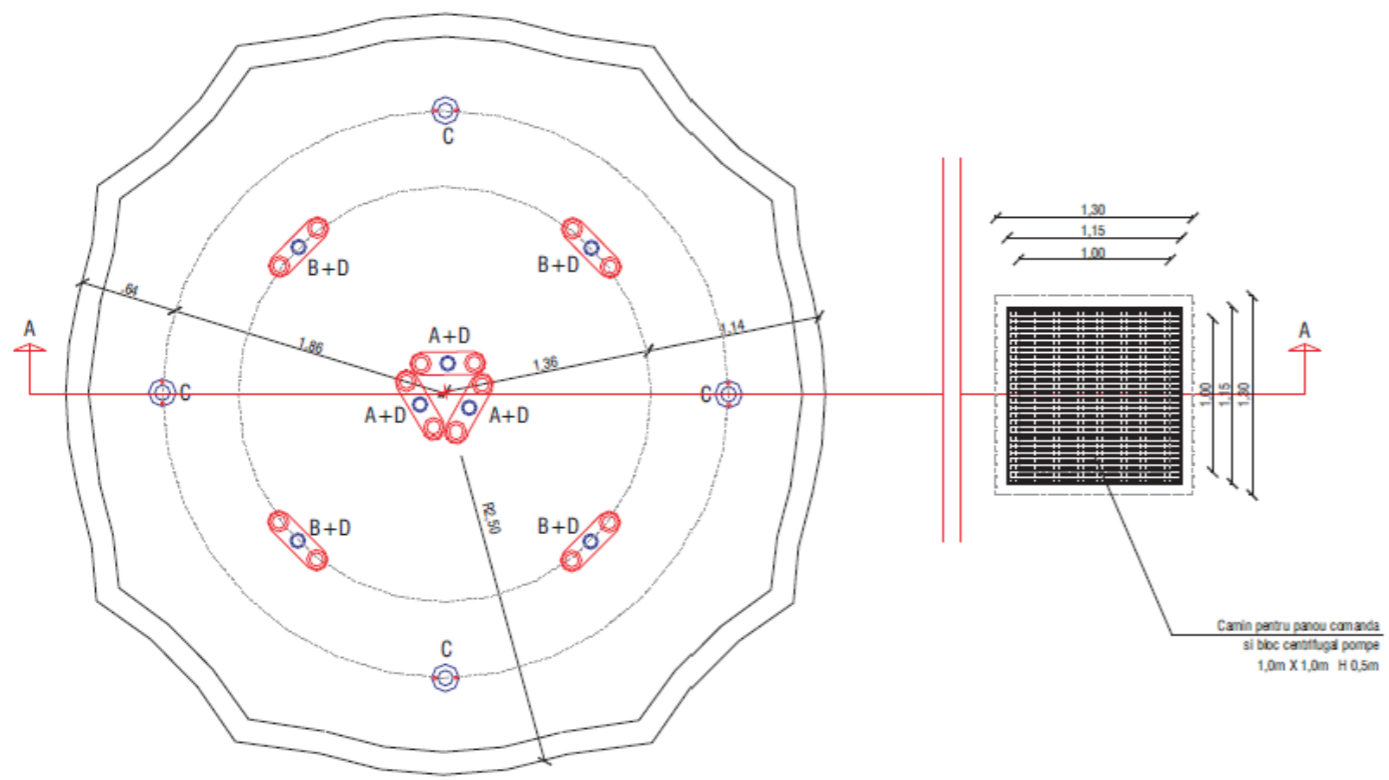 C
B+D
B+D
.64
1,86
A+D
1,36
1,14
A
C
A+D
A+D
C
R2,50
B+D
B+D
C
1,30
1,15
1,00
1,00
1,15
1,30
A
Camin pentru panou comanda
si bloc centrifugal pompe
1,0m X 1,0m H 0,5m